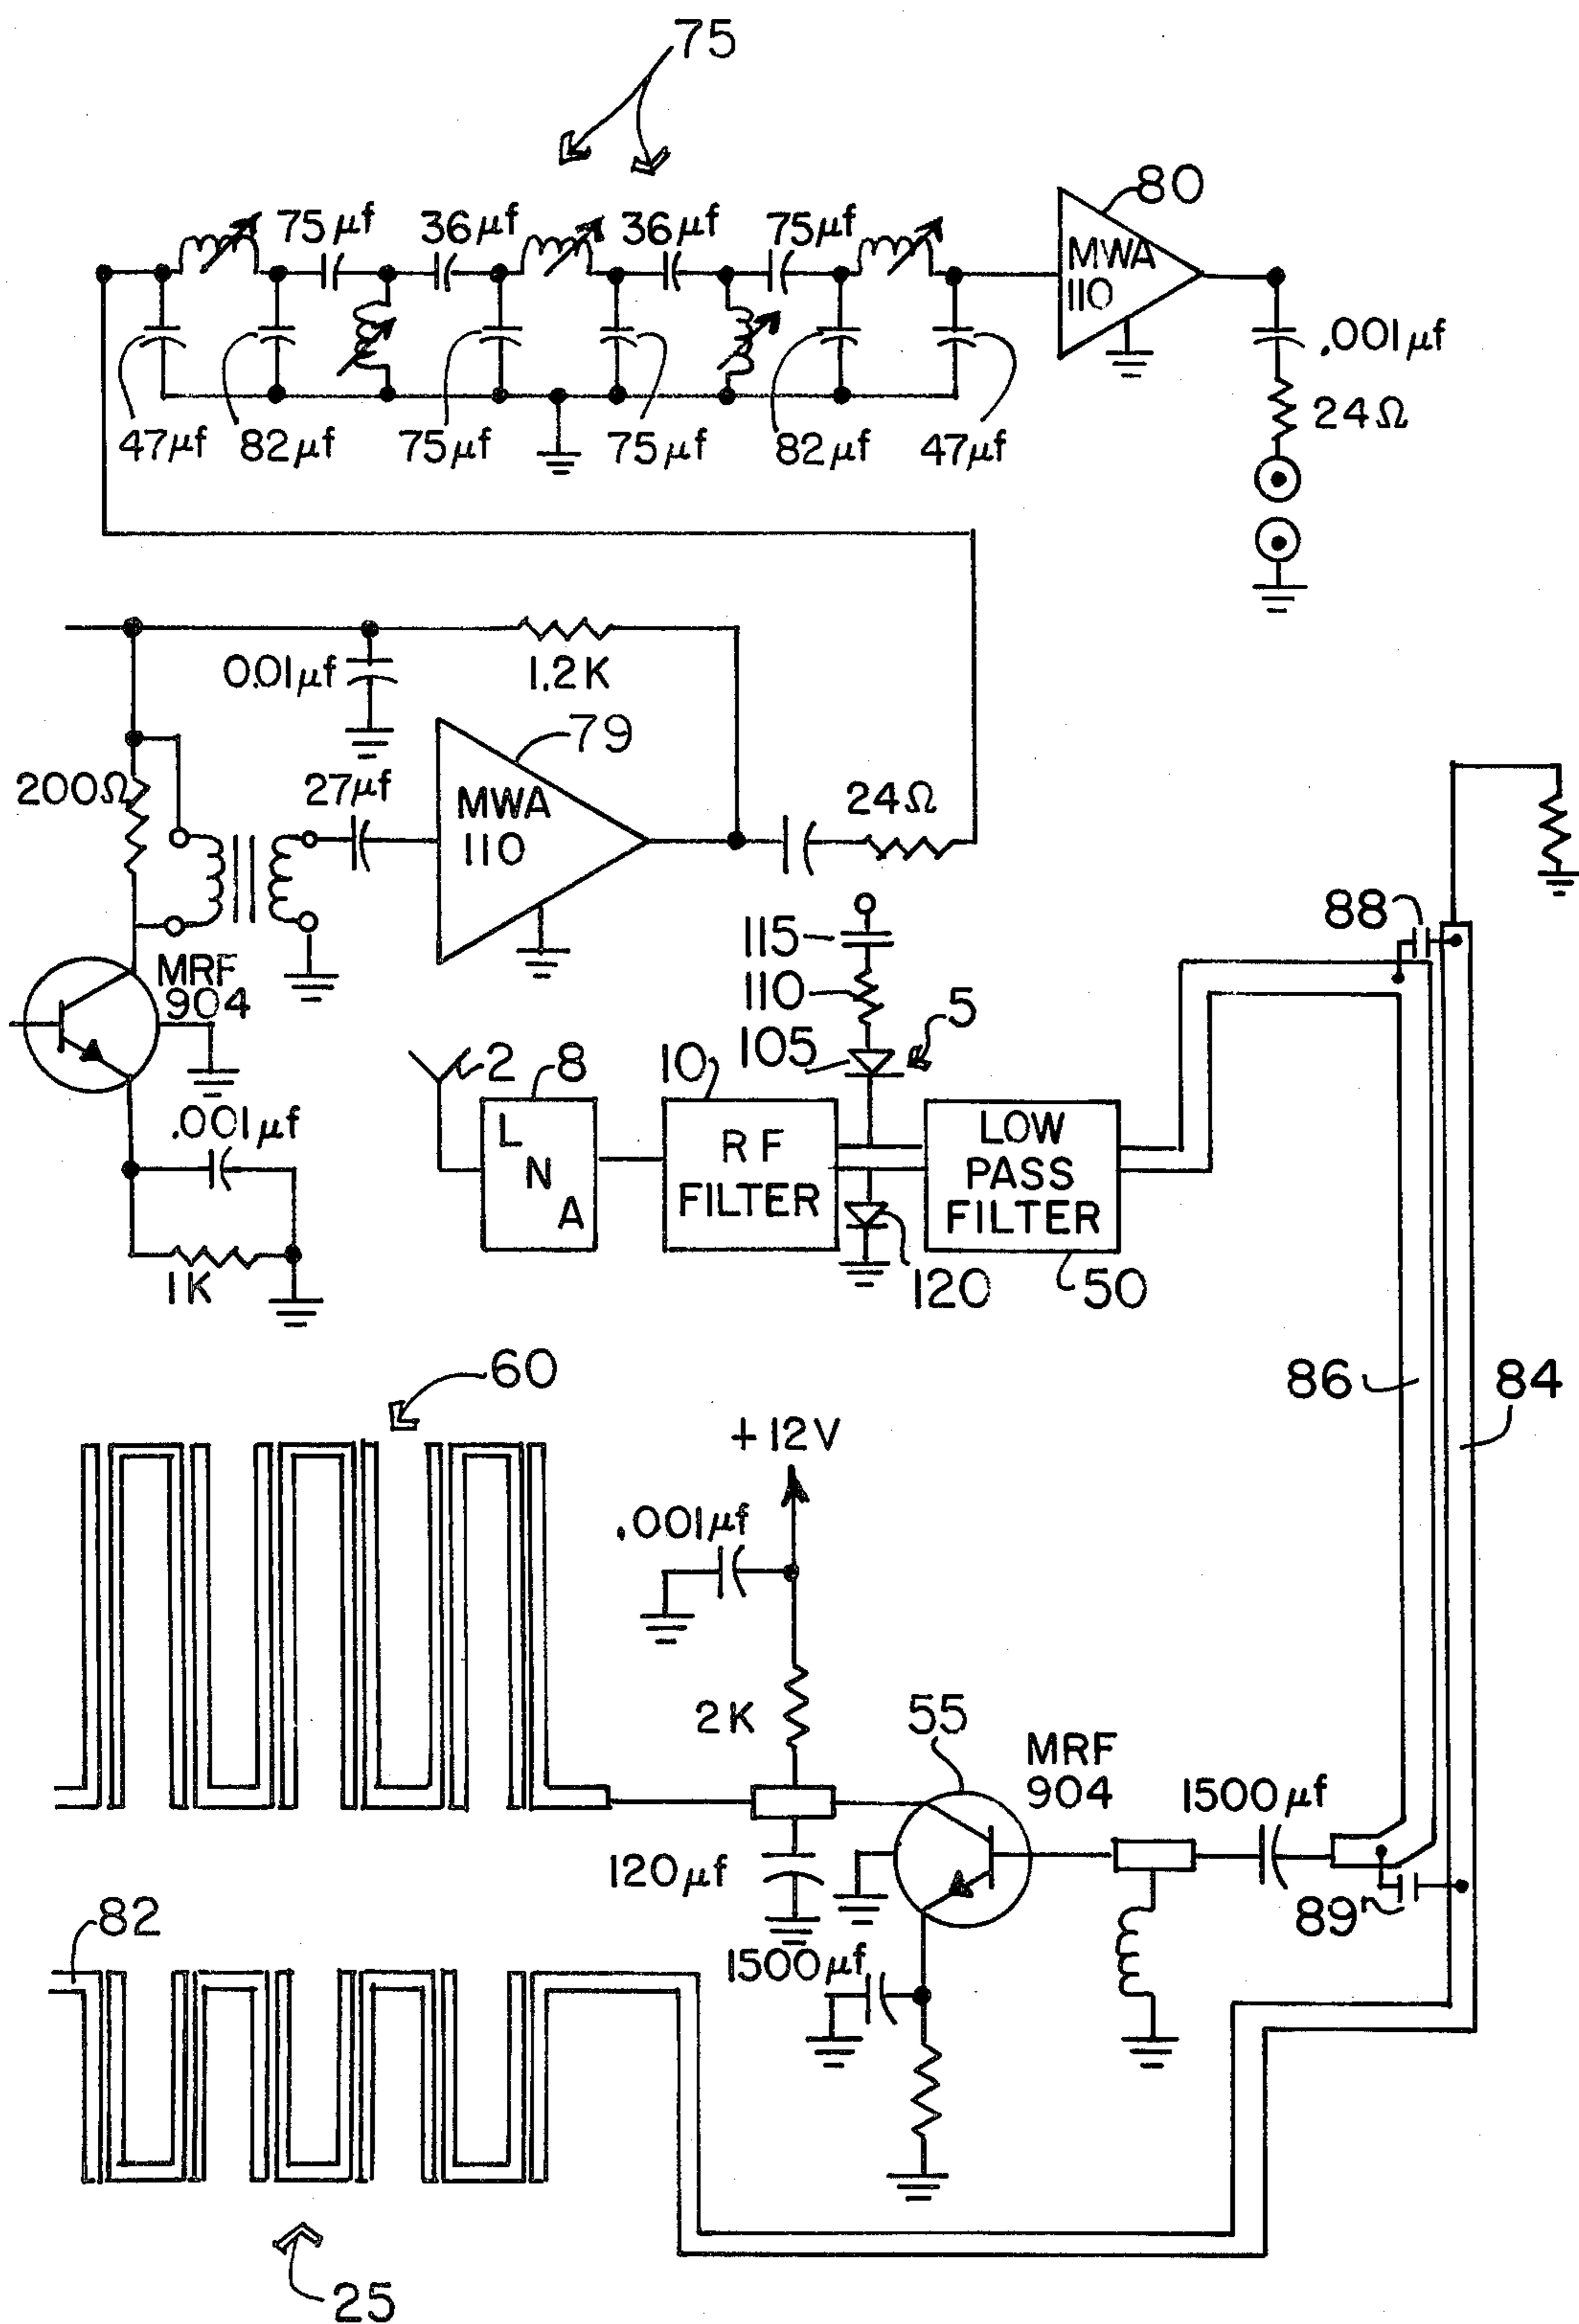 75
75µf
36µf
36µf
75µf
80
MWA
110
.001µf
24Ω
47µf
82µf
75µf
75µf
82µf
47µf
0.01µf
1.2K
79
200Ω
27µf
MWA
110
24Ω
MRF
904
115
110
105
5
88
2
8
10
.001µf
L
N
A
RF
FILTER
LOW
PASS
FILTER
120
50
1K
60
86
84
+12V
.001µf
2K
55
MRF
904
1500µf
120µf
89
82
1500µf
25